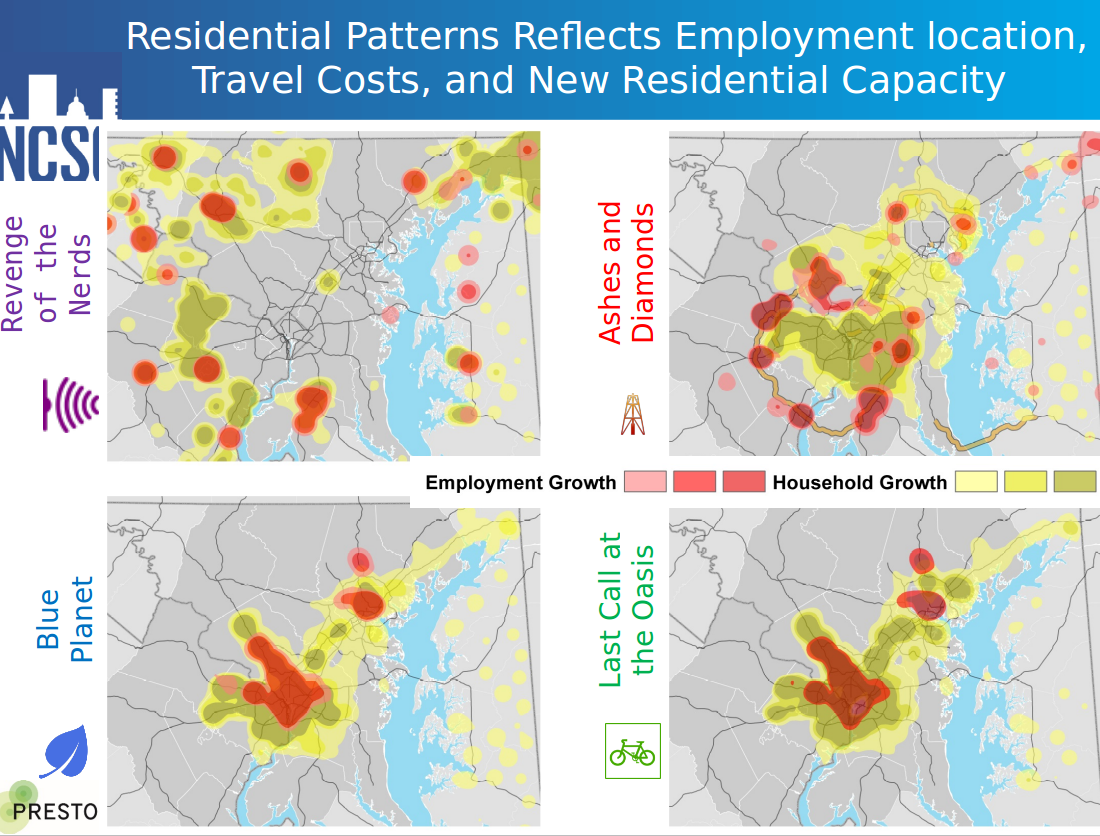 Residential Patterns Reflects Employment location,
Travel Costs, and New Residential Capacity
NCS
Revenge
of the
Nerds
Ashes and
Diamonds
Employment Growth
Household Growth
Blue
Planet
Last Call at
the Oasis
PRESTO